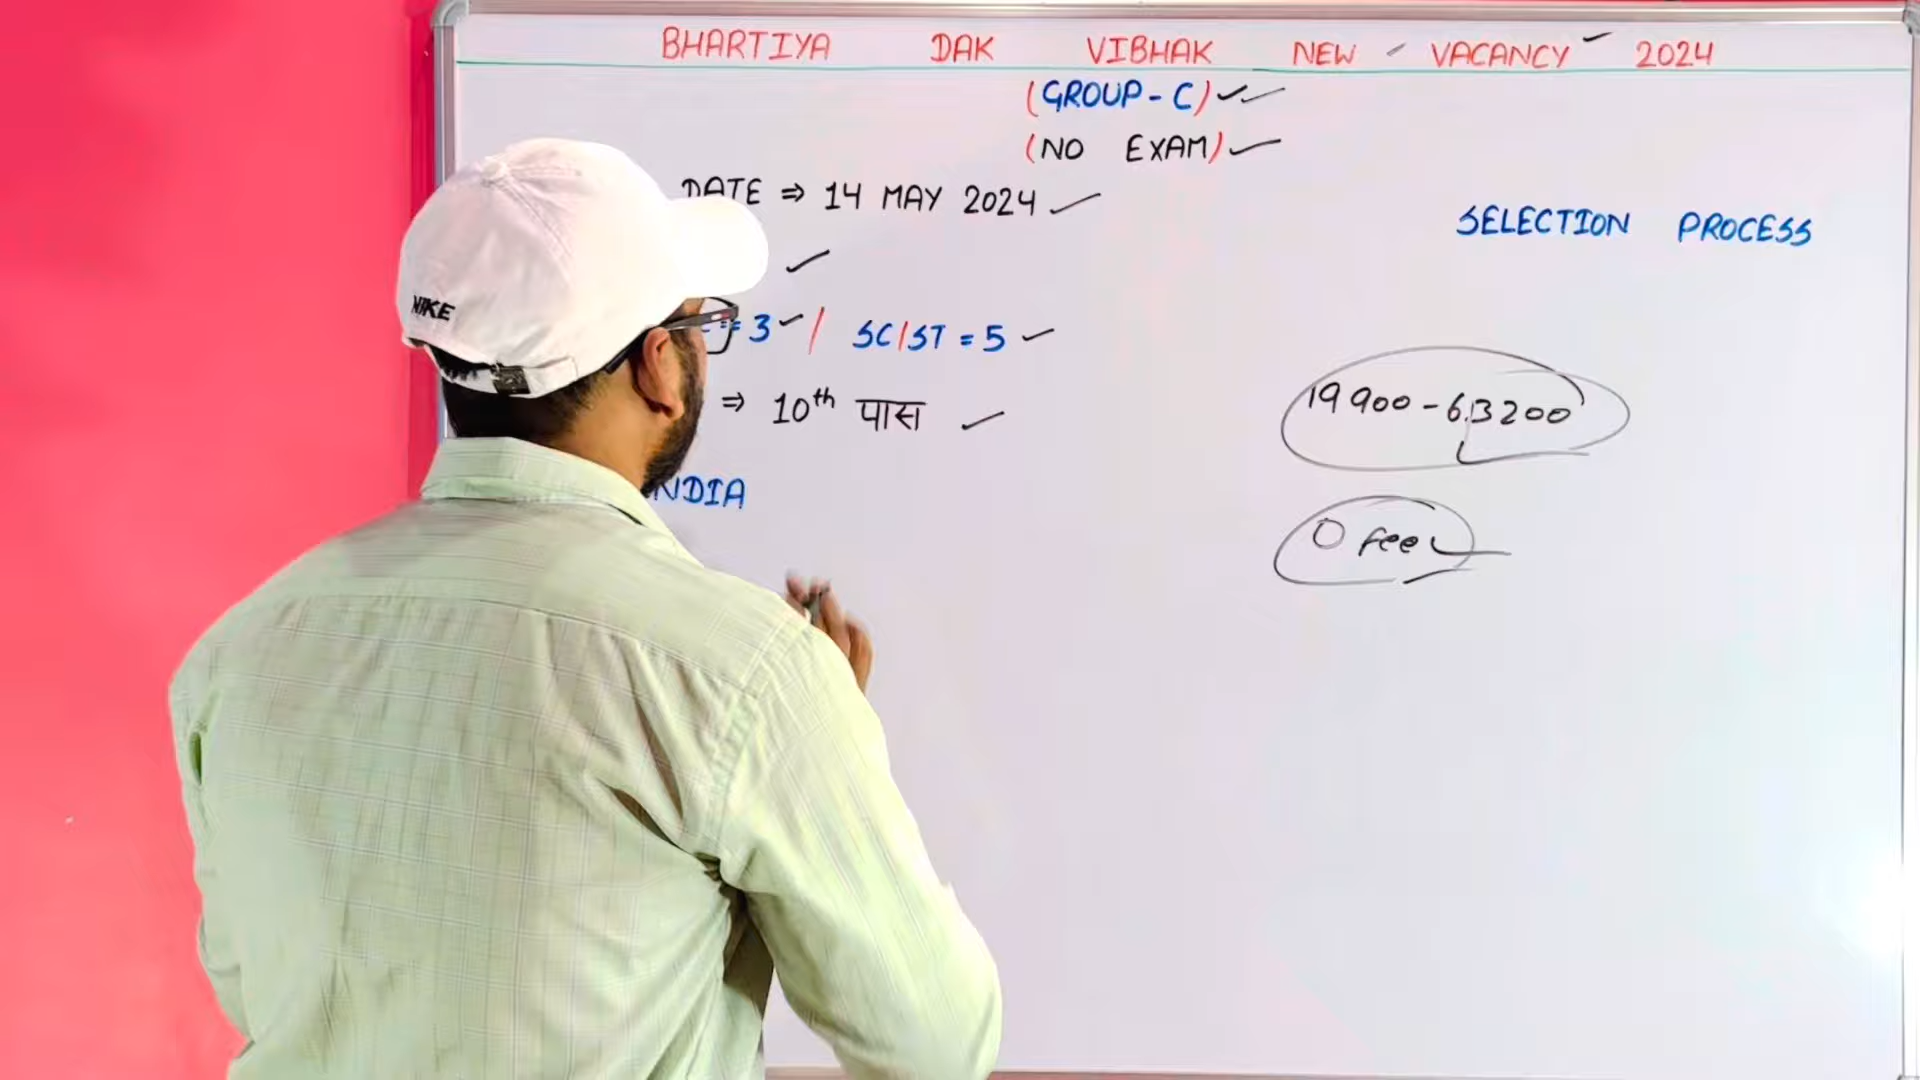 BHARTIYA DAK VIBHAK NEW VACANCY 2024
(GROUP-C)
(NO EXAM)
DATE ⇒ 14 MAY 2024
SELECTION PROCESS
= 3 / SC/ST = 5
⇒ 10th पास
19900-63200
NDIA
0 fee
NIKE